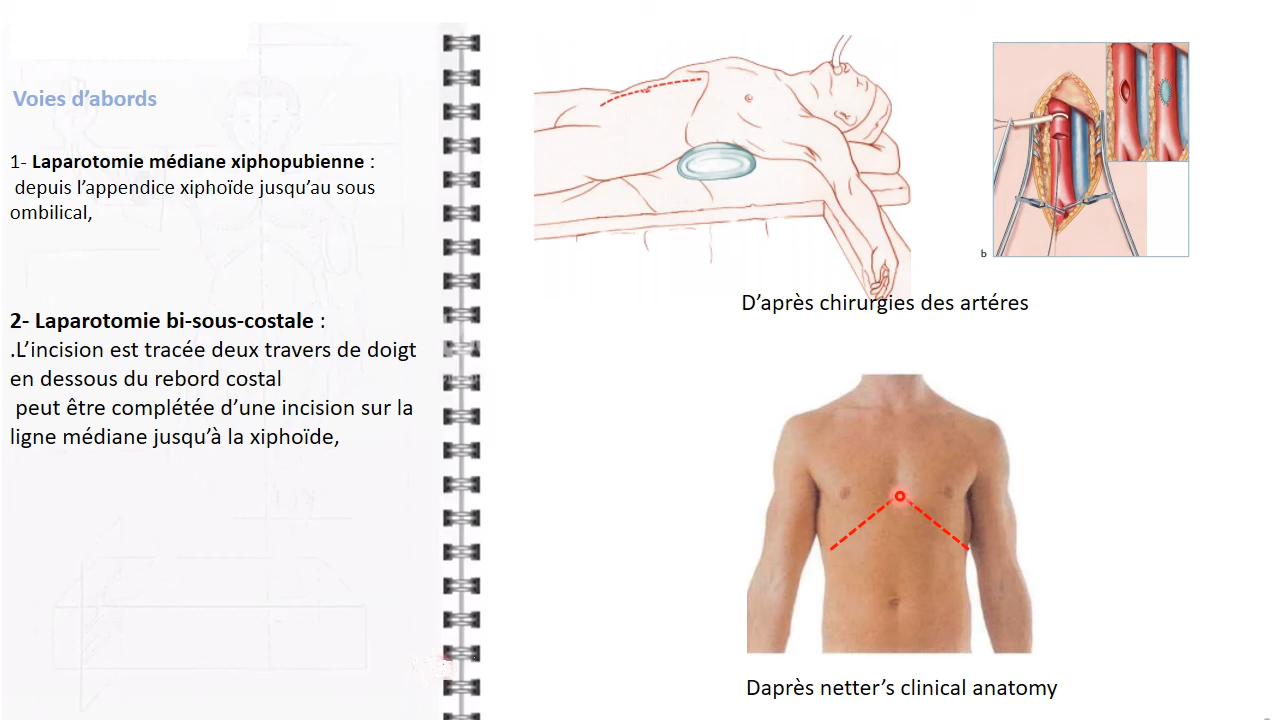 Voies d’abords
1- Laparotomie médiane xiphopubienne :
depuis l’appendice xiphoïde jusqu’au sous
ombilical,
2- Laparotomie bi-sous-costale :
.L’incision est tracée deux travers de doigt
en dessous du rebord costal
peut être complétée d’une incision sur la
ligne médiane jusqu’à la xiphoïde,
b
D’après chirurgies des artéres
Daprès netter’s clinical anatomy